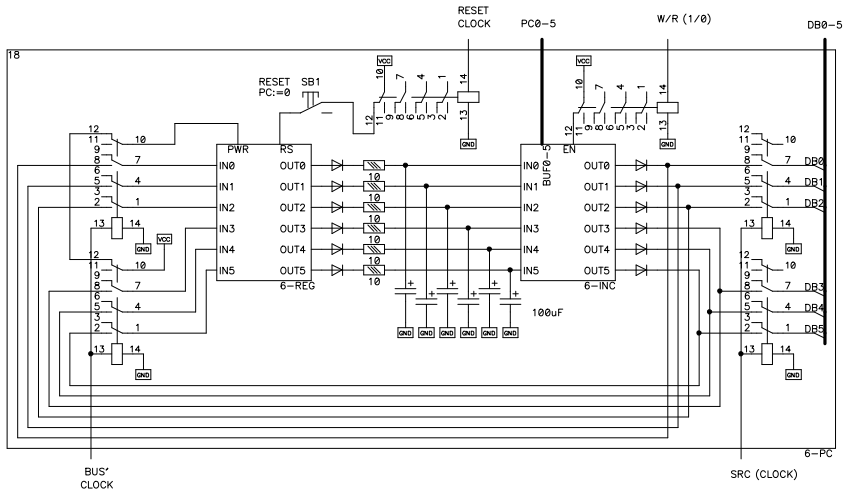 RESET CLOCK
PC0-5
W/R (1/0)
DB0-5
18
RESET PC:=0
SB1
VCC
10 7 4 1
12 11 9 8 6 5 3 2
14
13
GND
VCC
10 7 4 1
12 11 9 8 6 5 3 2
14
13
GND
12
11 10
9
8 7
6
5 4
3
2 1
13 14
GND
VCC
12
11 10
9
8 7
6
5 4
3
2 1
13 14
GND
PWR RS
IN0 OUT0
IN1 OUT1
IN2 OUT2
IN3 OUT3
IN4 OUT4
IN5 OUT5
6-REG
10
10
10
10
10
10
+ + + + + +
100uF
GND GND GND GND GND GND
BUF0-5
EN
IN0 OUT0
IN1 OUT1
IN2 OUT2
IN3 OUT3
IN4 OUT4
IN5 OUT5
6-INC
12
11 10
9
8 7 DB0
6
5 4 DB1
3
2 1 DB2
13 14
GND
12
11 10
9
8 7 DB3
6
5 4 DB4
3
2 1 DB5
13 14
GND
6-PC
BUS' CLOCK
SRC (CLOCK)